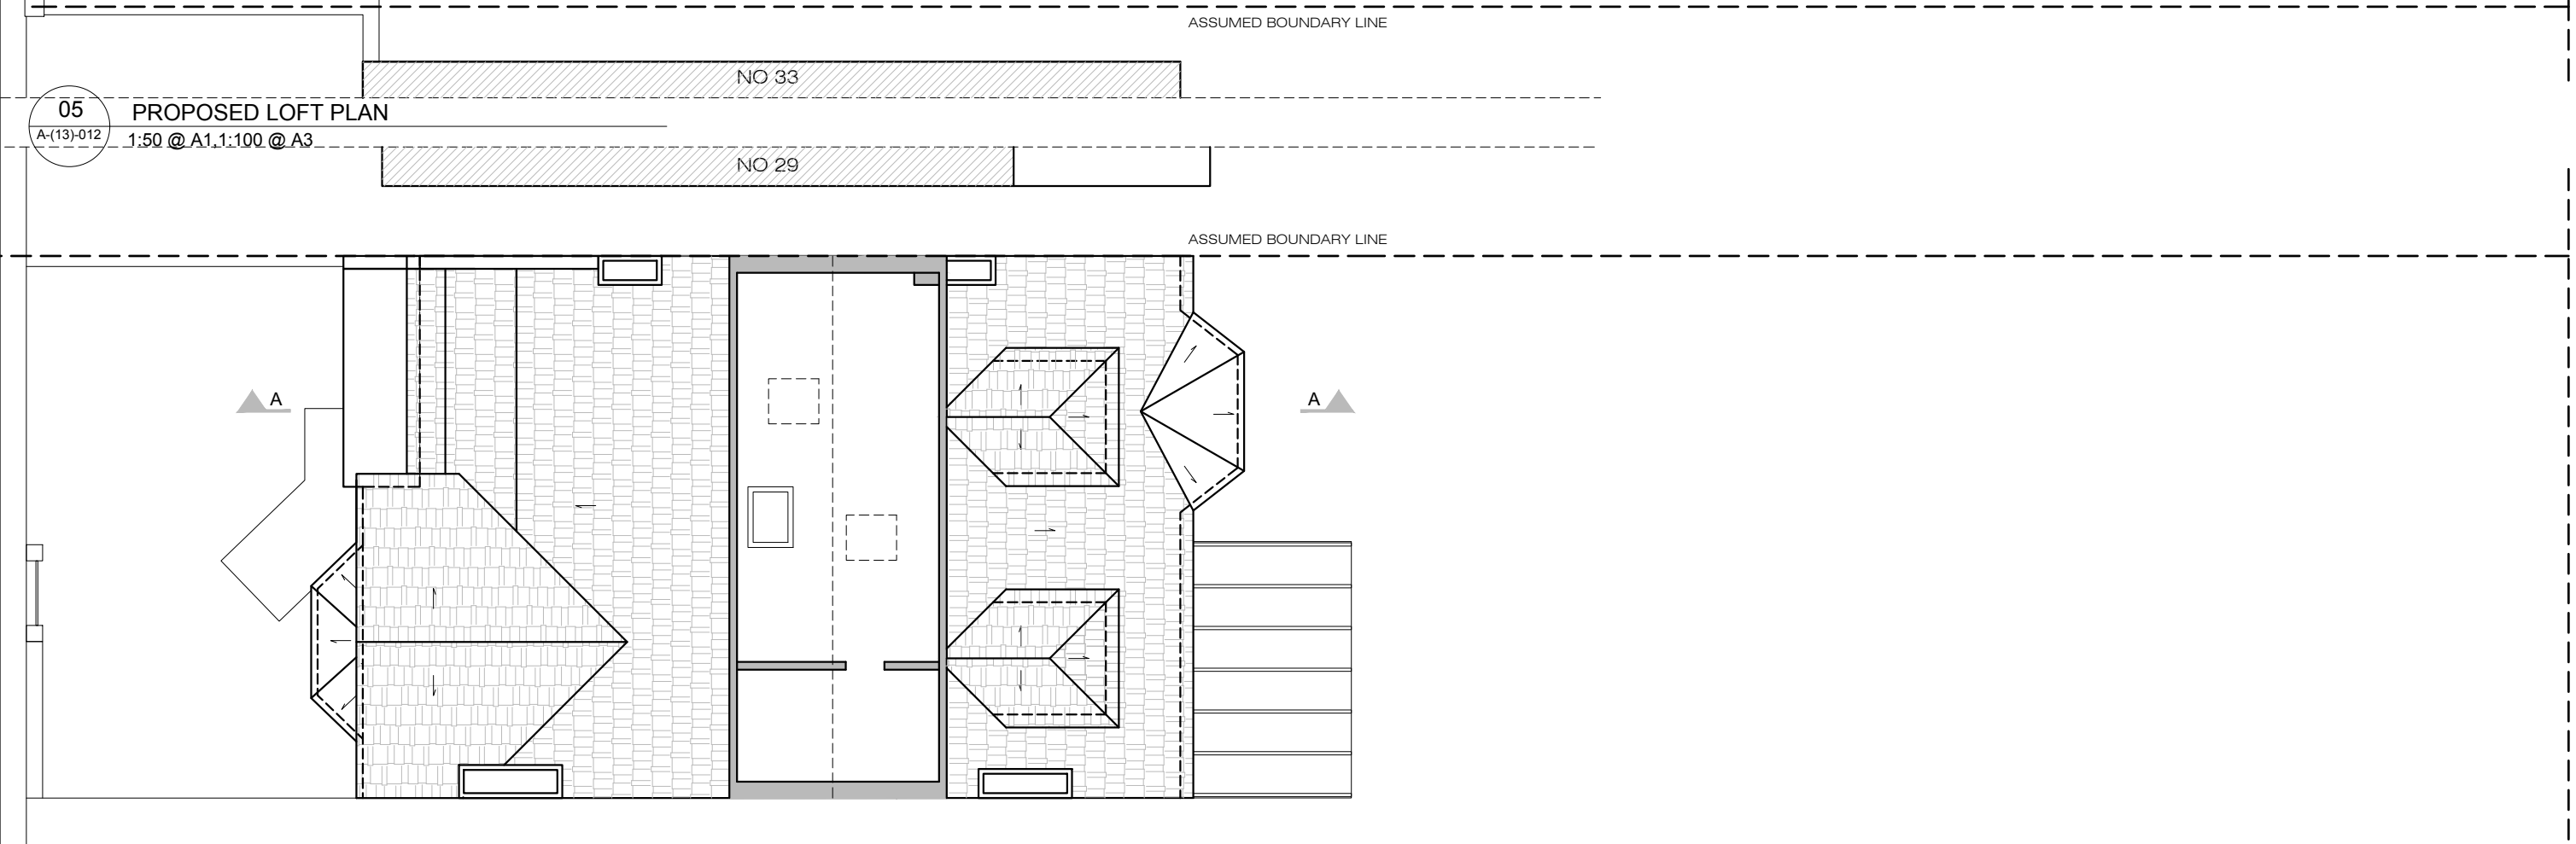 ASSUMED BOUNDARY LINE
NO 33
05
PROPOSED LOFT PLAN
A-(13)-012
1:50 @ A1,1:100 @ A3
NO 29
ASSUMED BOUNDARY LINE
A
A